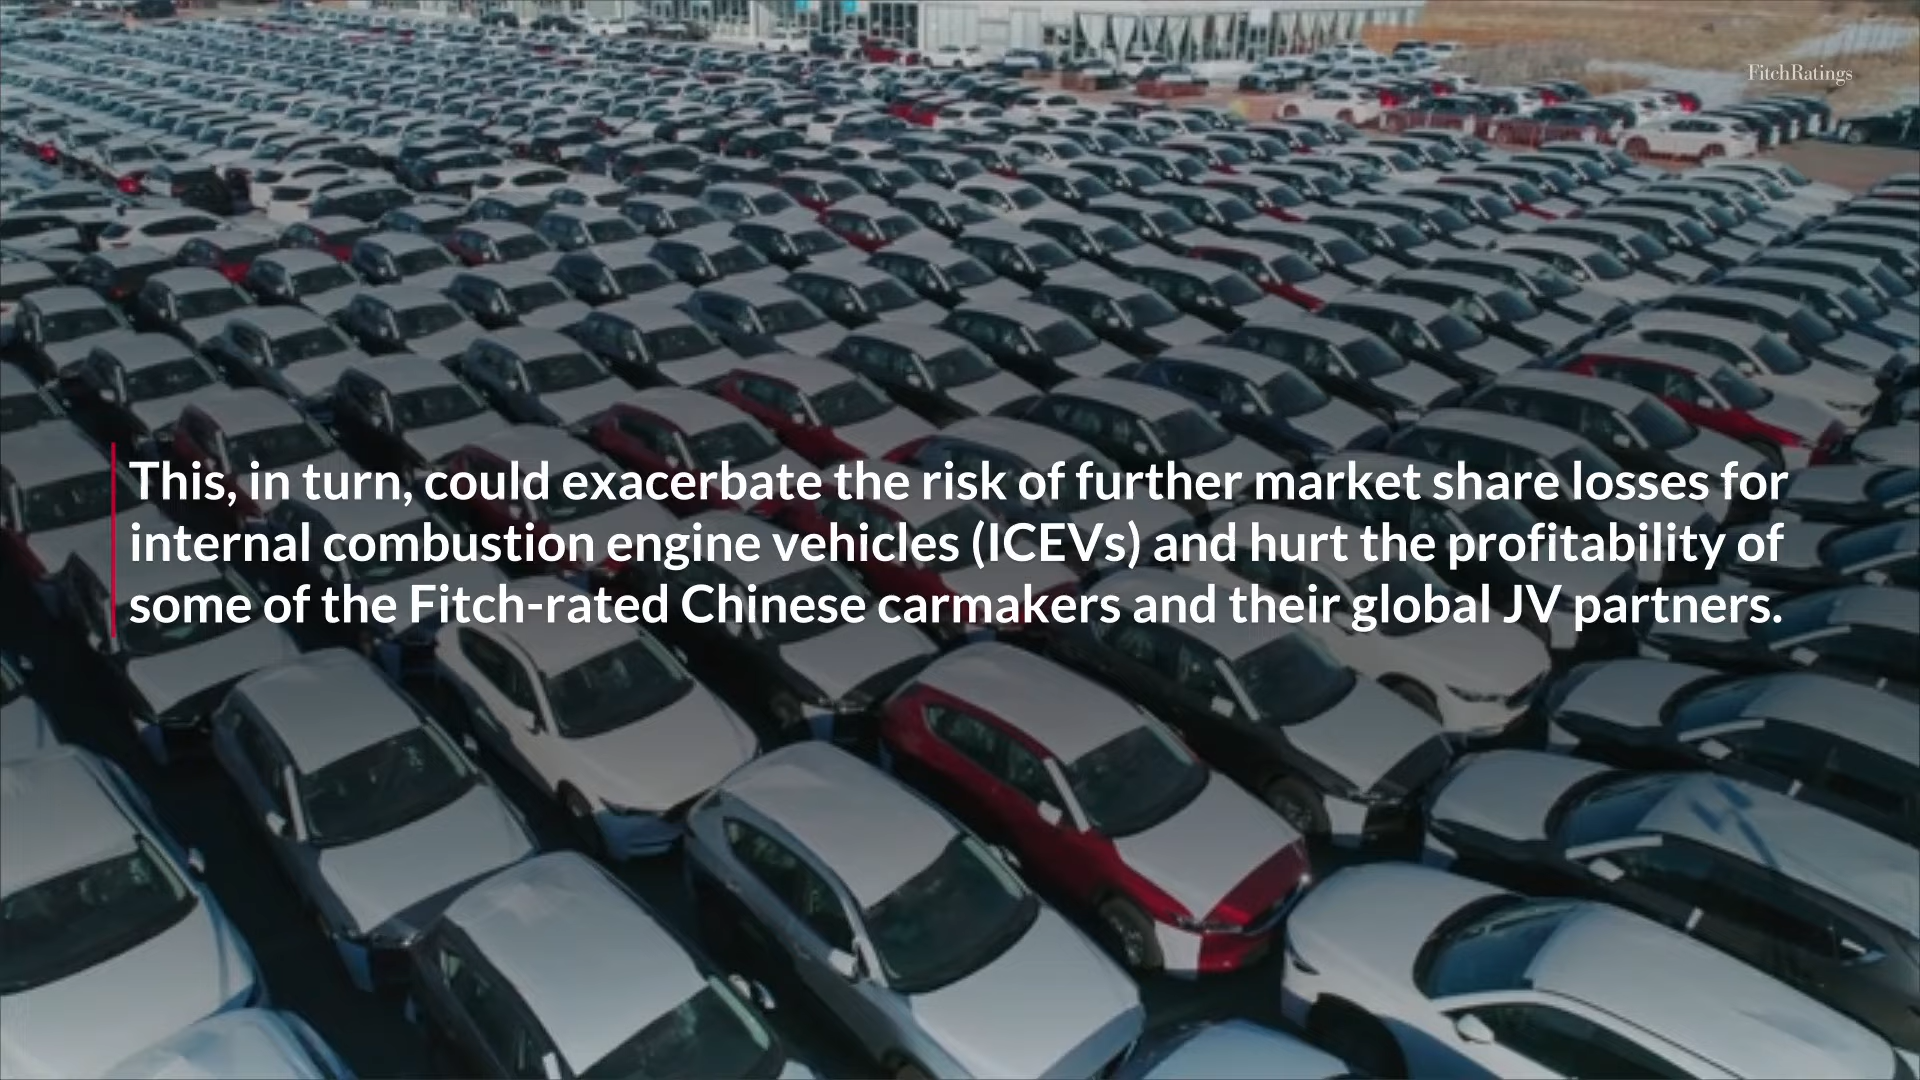 FitchRatings
This, in turn, could exacerbate the risk of further market share losses for
internal combustion engine vehicles (ICEVs) and hurt the profitability of
some of the Fitch-rated Chinese carmakers and their global JV partners.